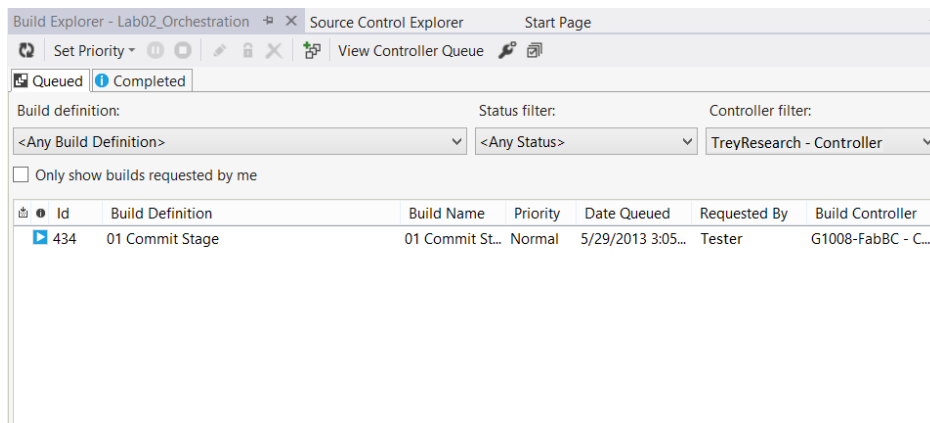 Build Explorer - Lab02_Orchestration Source Control Explorer Start Page
Set Priority View Controller Queue
Queued Completed
Build definition: Status filter: Controller filter:
<Any Build Definition> <Any Status> TreyResearch - Controller
Only show builds requested by me
Id Build Definition Build Name Priority Date Queued Requested By Build Controller
434 01 Commit Stage 01 Commit St... Normal 5/29/2013 3:05... Tester G1008-FabBC - C...